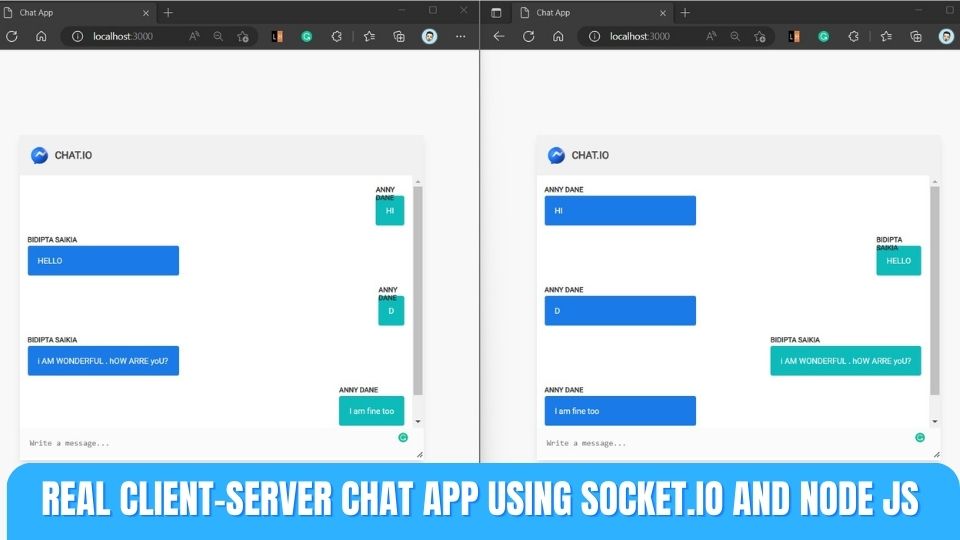 Chat App
localhost:3000
CHAT.IO
ANNY
DANE
HI
BIDIPTA SAIKIA
HELLO
ANNY
DANE
D
BIDIPTA SAIKIA
i AM WONDERFUL . hOW ARRE yoU?
ANNY DANE
I am fine too
Write a message...
Chat App
localhost:3000
CHAT.IO
ANNY DANE
HI
BIDIPTA
SAIKIA
HELLO
ANNY DANE
D
BIDIPTA SAIKIA
i AM WONDERFUL . hOW ARRE yoU?
ANNY DANE
I am fine too
Write a message...
REAL CLIENT-SERVER CHAT APP USING SOCKET.IO AND NODE JS